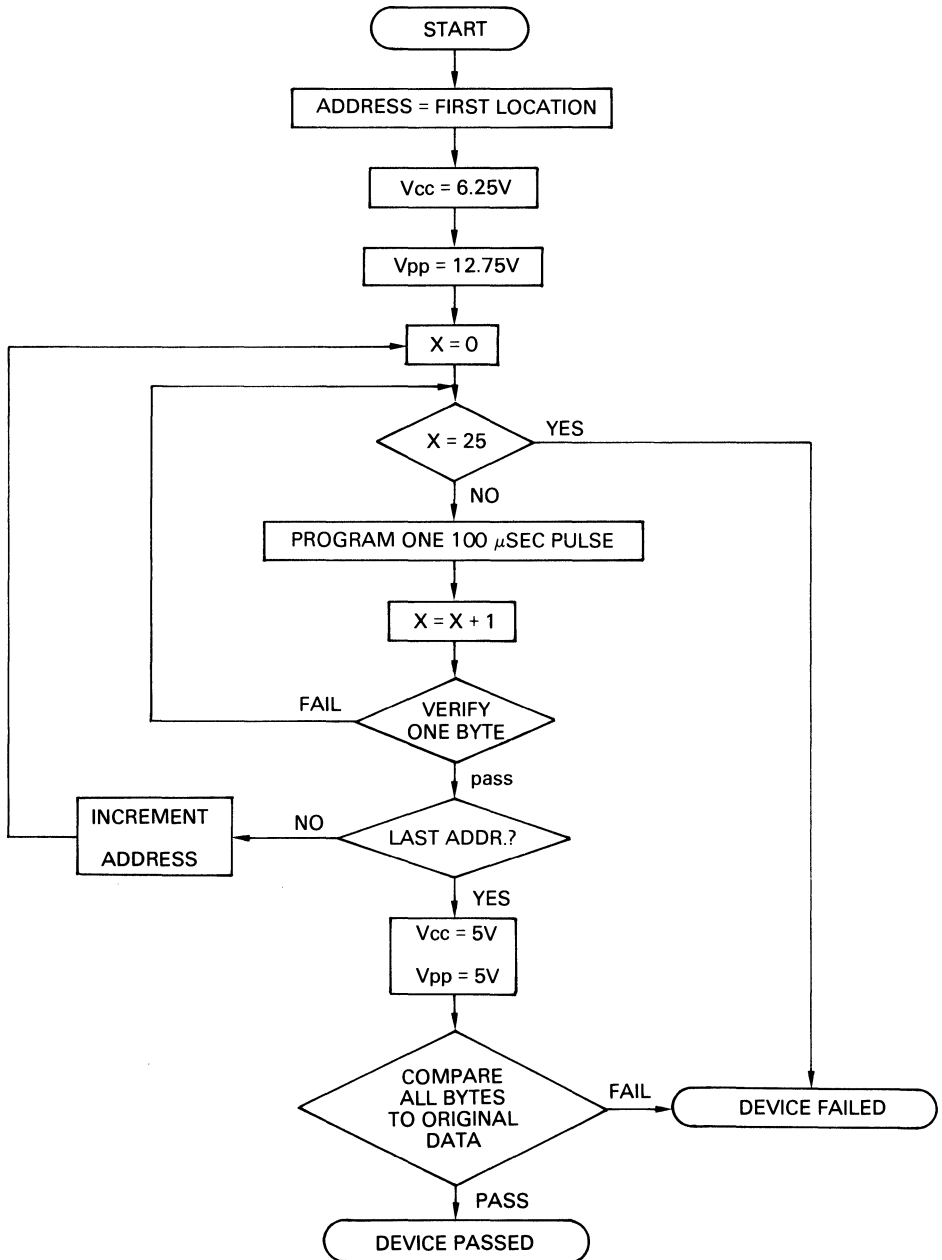 START
ADDRESS = FIRST LOCATION
Vcc = 6.25V
Vpp = 12.75V
X = 0
X = 25
YES
NO
PROGRAM ONE 100 μSEC PULSE
X = X + 1
FAIL
VERIFY
ONE BYTE
pass
INCREMENT
ADDRESS
NO
LAST ADDR.?
YES
Vcc = 5V
Vpp = 5V
COMPARE
ALL BYTES
TO ORIGINAL
DATA
FAIL
DEVICE FAILED
PASS
DEVICE PASSED